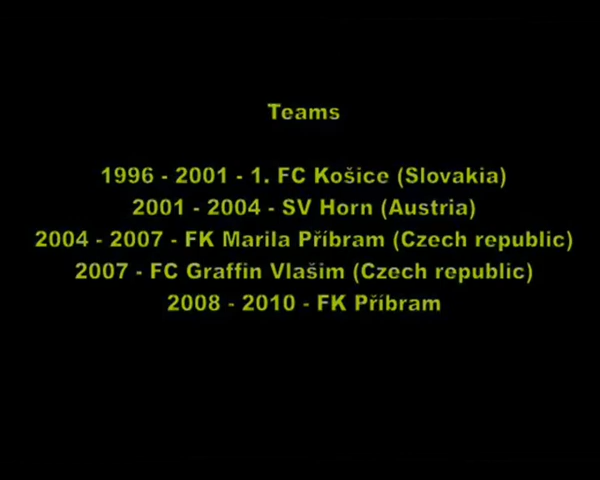 Teams
1996 - 2001 - 1. FC Košice (Slovakia)
2001 - 2004 - SV Horn (Austria)
2004 - 2007 - FK Marila Příbram (Czech republic)
2007 - FC Graffin Vlašim (Czech republic)
2008 - 2010 - FK Příbram